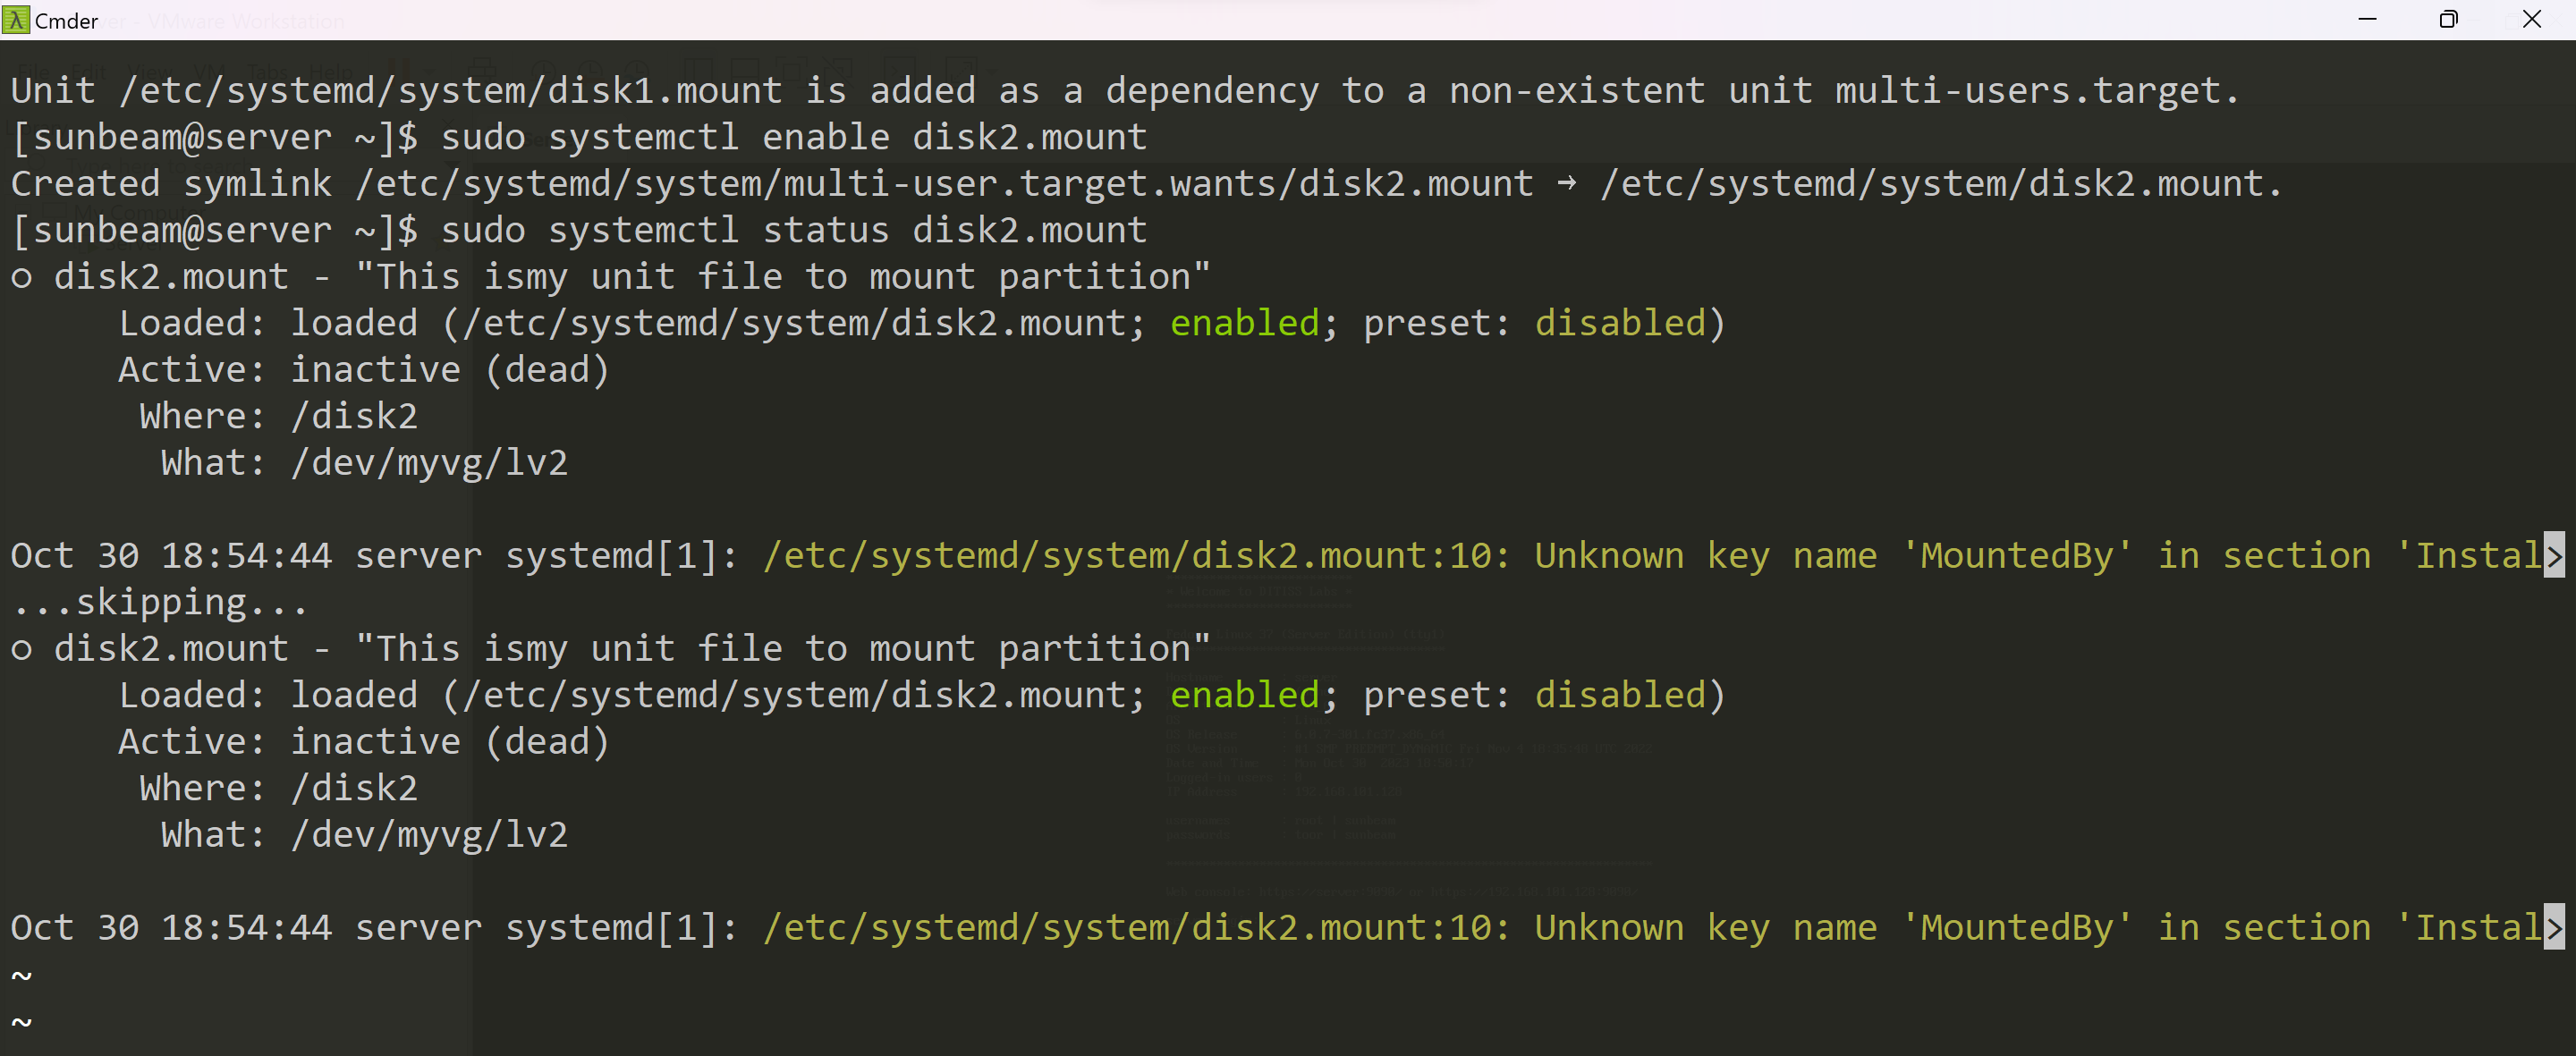 Cmder
Unit /etc/systemd/system/disk1.mount is added as a dependency to a non-existent unit multi-users.target.
[sunbeam@server ~]$ sudo systemctl enable disk2.mount
Created symlink /etc/systemd/system/multi-user.target.wants/disk2.mount → /etc/systemd/system/disk2.mount.
[sunbeam@server ~]$ sudo systemctl status disk2.mount
○ disk2.mount - "This ismy unit file to mount partition"
Loaded: loaded (/etc/systemd/system/disk2.mount; enabled; preset: disabled)
Active: inactive (dead)
Where: /disk2
What: /dev/myvg/lv2
Oct 30 18:54:44 server systemd[1]: /etc/systemd/system/disk2.mount:10: Unknown key name 'MountedBy' in section 'Instal>
...skipping...
○ disk2.mount - "This ismy unit file to mount partition"
Loaded: loaded (/etc/systemd/system/disk2.mount; enabled; preset: disabled)
Active: inactive (dead)
Where: /disk2
What: /dev/myvg/lv2
Oct 30 18:54:44 server systemd[1]: /etc/systemd/system/disk2.mount:10: Unknown key name 'MountedBy' in section 'Instal>
~
~